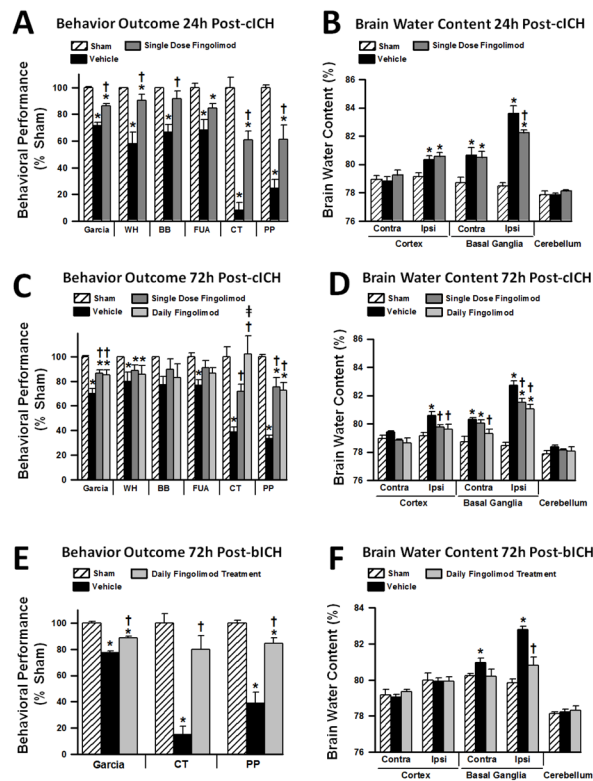 A
Behavior Outcome 24h Post-cICH
Sham
Single Dose Fingolimod
Vehicle
Behavioral Performance
(% Sham)
100
80
60
40
20
0
* † * * † * * † * * * † * * † *
Garcia WH BB FUA CT PP
B
Brain Water Content 24h Post-cICH
Sham
Single Dose Fingolimod
Vehicle
Brain Water Content (%)
86
84
82
80
78
76
* * * * * † *
Contra Ipsi Contra Ipsi
Cortex Basal Ganglia Cerebellum
C
Behavior Outcome 72h Post-cICH
Sham
Single Dose Fingolimod
Vehicle
Daily Fingolimod
Behavioral Performance
(% Sham)
100
80
60
40
20
0
* † * † * * * * * * † ‡ † * † * † *
Garcia WH BB FUA CT PP
D
Brain Water Content 72h Post-cICH
Sham
Single Dose Fingolimod
Vehicle
Daily Fingolimod
Brain Water Content (%)
86
84
82
80
78
76
* † † * * † * † * † *
Contra Ipsi Contra Ipsi
Cortex Basal Ganglia Cerebellum
E
Behavior Outcome 72h Post-bICH
Sham
Daily Fingolimod Treatment
Vehicle
Behavioral Performance
(% Sham)
100
80
60
40
20
0
* † * * † * † *
Garcia CT PP
F
Brain Water Content 72h Post-bICH
Sham
Daily Fingolimod Treatment
Vehicle
Brain Water Content (%)
84
82
80
78
76
* * †
Contra Ipsi Contra Ipsi
Cortex Basal Ganglia Cerebellum